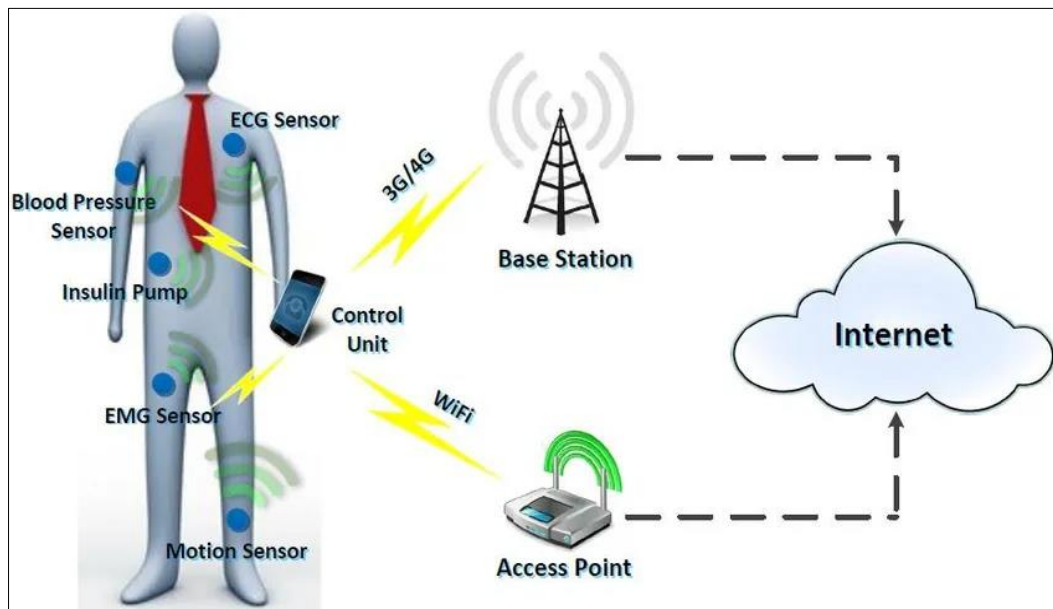 ECG Sensor
Blood Pressure
Sensor
Insulin Pump
EMG Sensor
Motion Sensor
Control
Unit
3G/4G
WiFi
Base Station
Access Point
Internet